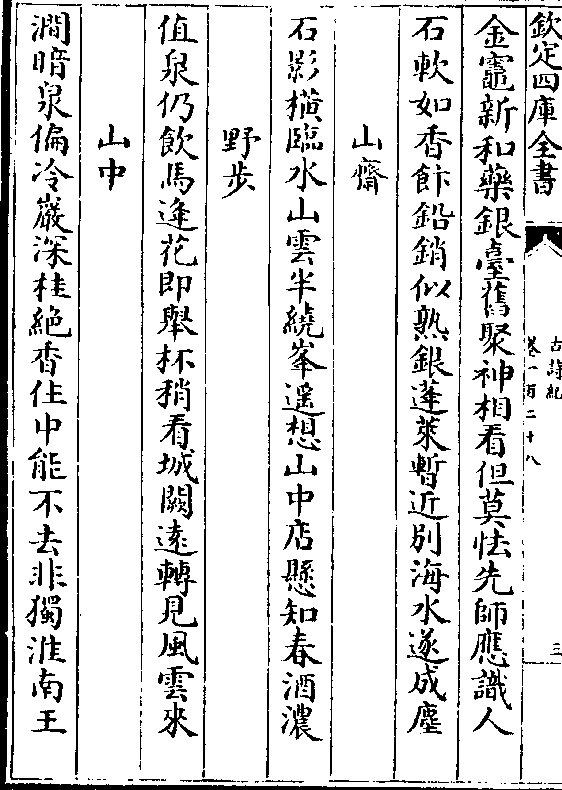 欽定四庫全書
古詩紀
卷一百二十八
三
金竈新和藥銀臺舊聚神相看但莫怯先師應識人
石軟如香飰鉛銷似熟銀蓬萊暫近別海水遂成塵
山齋
石影橫臨水山雲半繞峯遥想山中店懸知春酒濃
野步
值泉仍飲馬逢花即舉杯稍看城闕逺轉見風雲來
山中
澗暗泉偏冷巖深桂絶香住中能不去非獨淮南王